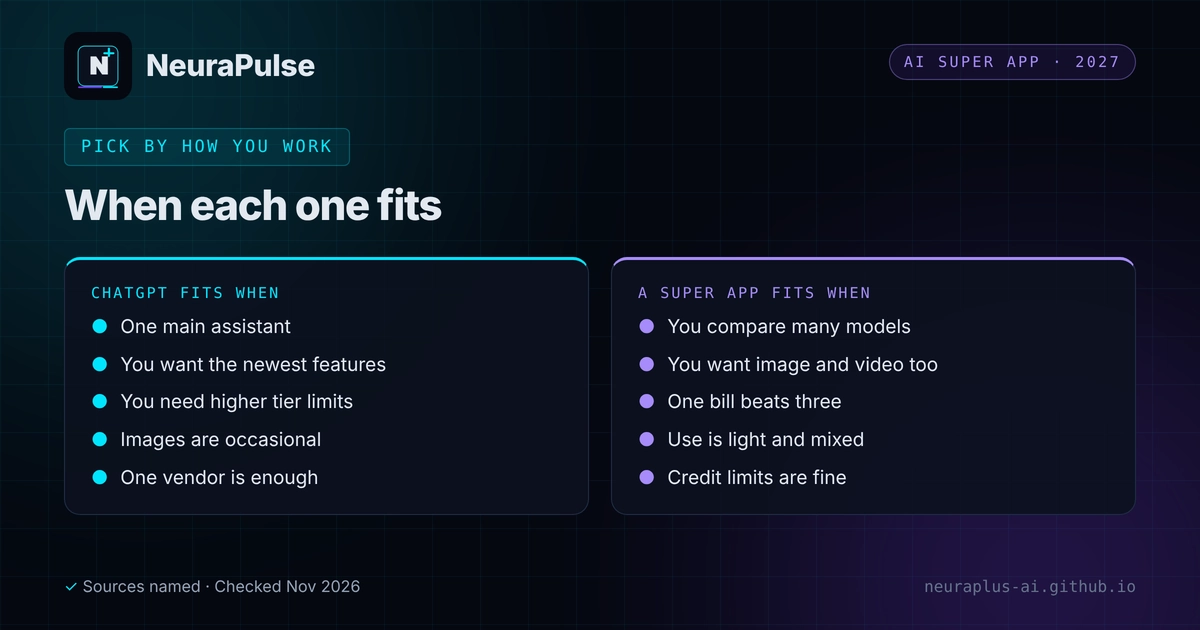 N+
NeuraPulse
AI SUPER APP · 2027
PICK BY HOW YOU WORK
When each one fits
CHATGPT FITS WHEN
One main assistant
You want the newest features
You need higher tier limits
Images are occasional
One vendor is enough
A SUPER APP FITS WHEN
You compare many models
You want image and video too
One bill beats three
Use is light and mixed
Credit limits are fine
✓ Sources named · Checked Nov 2026
neuraplus-ai.github.io